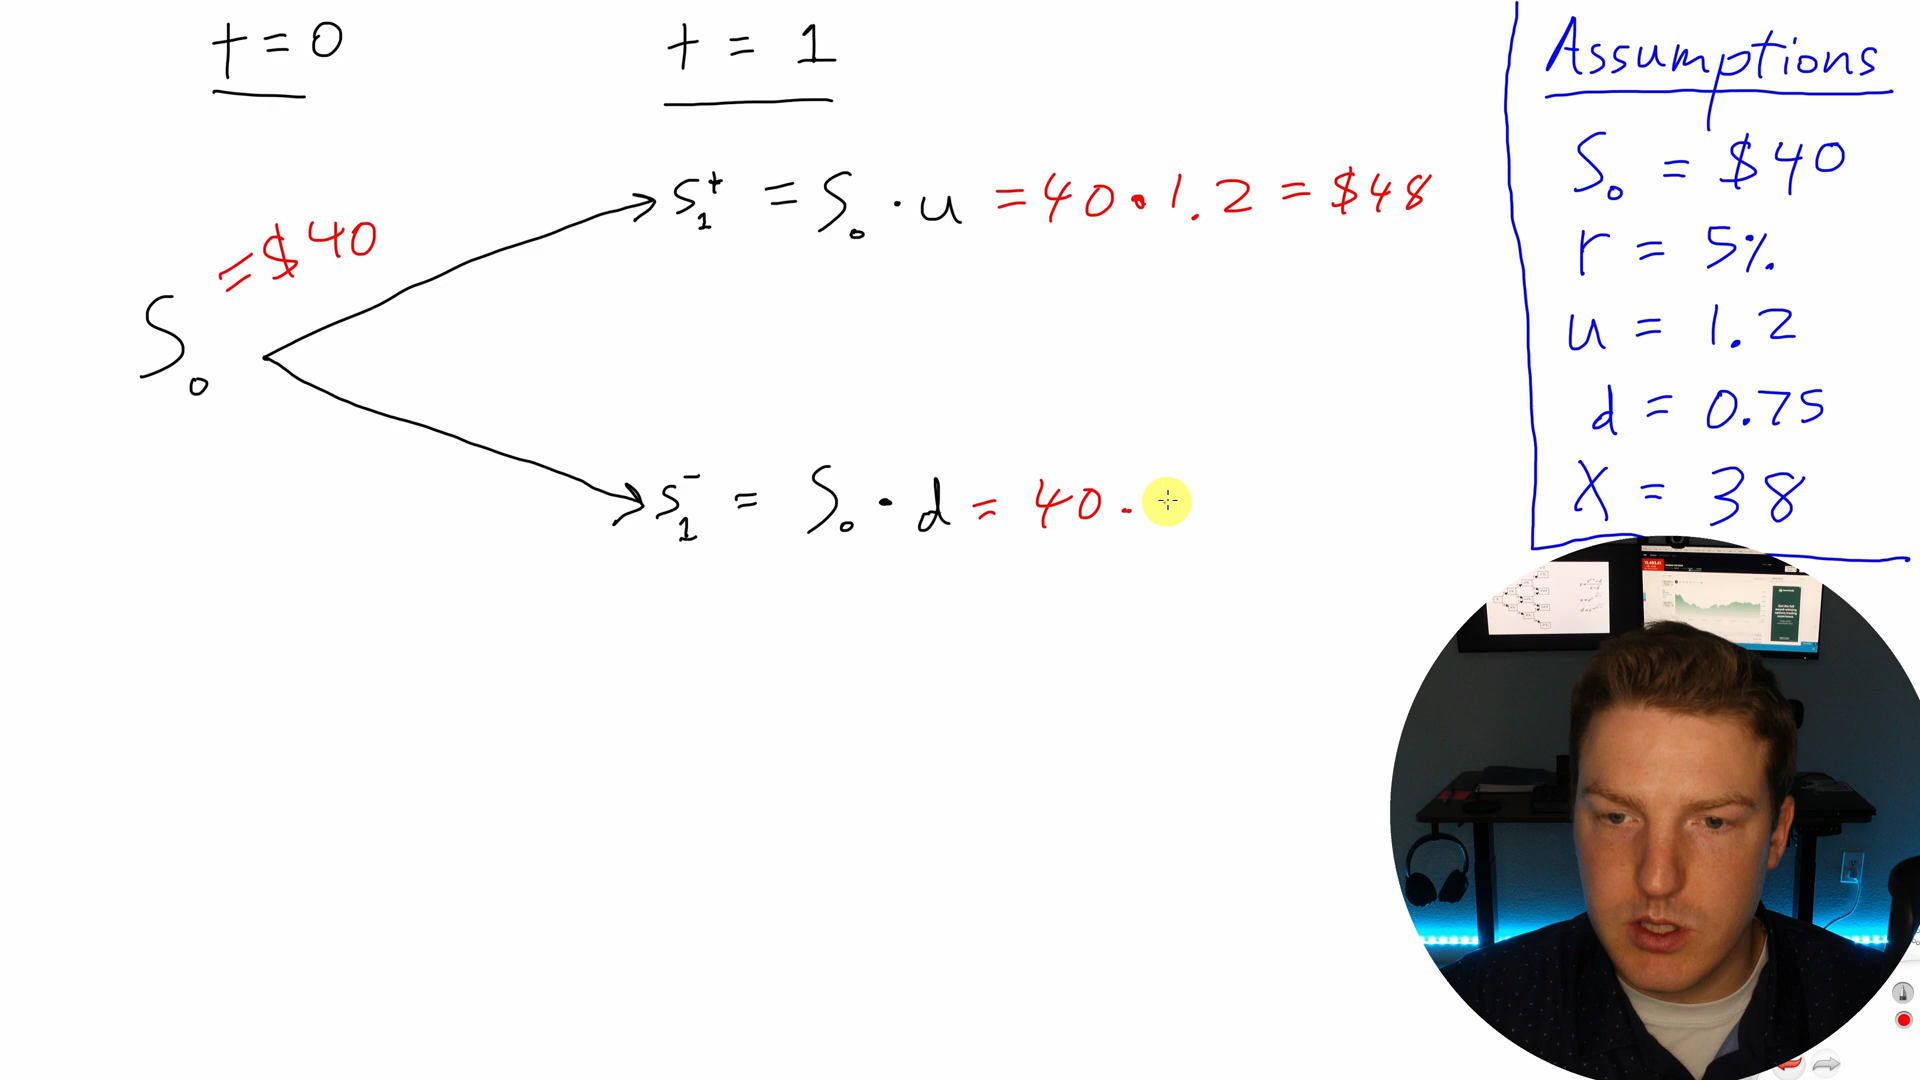 t = 0
t = 1
Assumptions
S₀ = $40
r = 5%
u = 1.2
d = 0.75
X = 38
S₀ = $40
S₁⁺ = S₀ · u = 40 · 1.2 = $48
S₁⁻ = S₀ · d = 40 ·